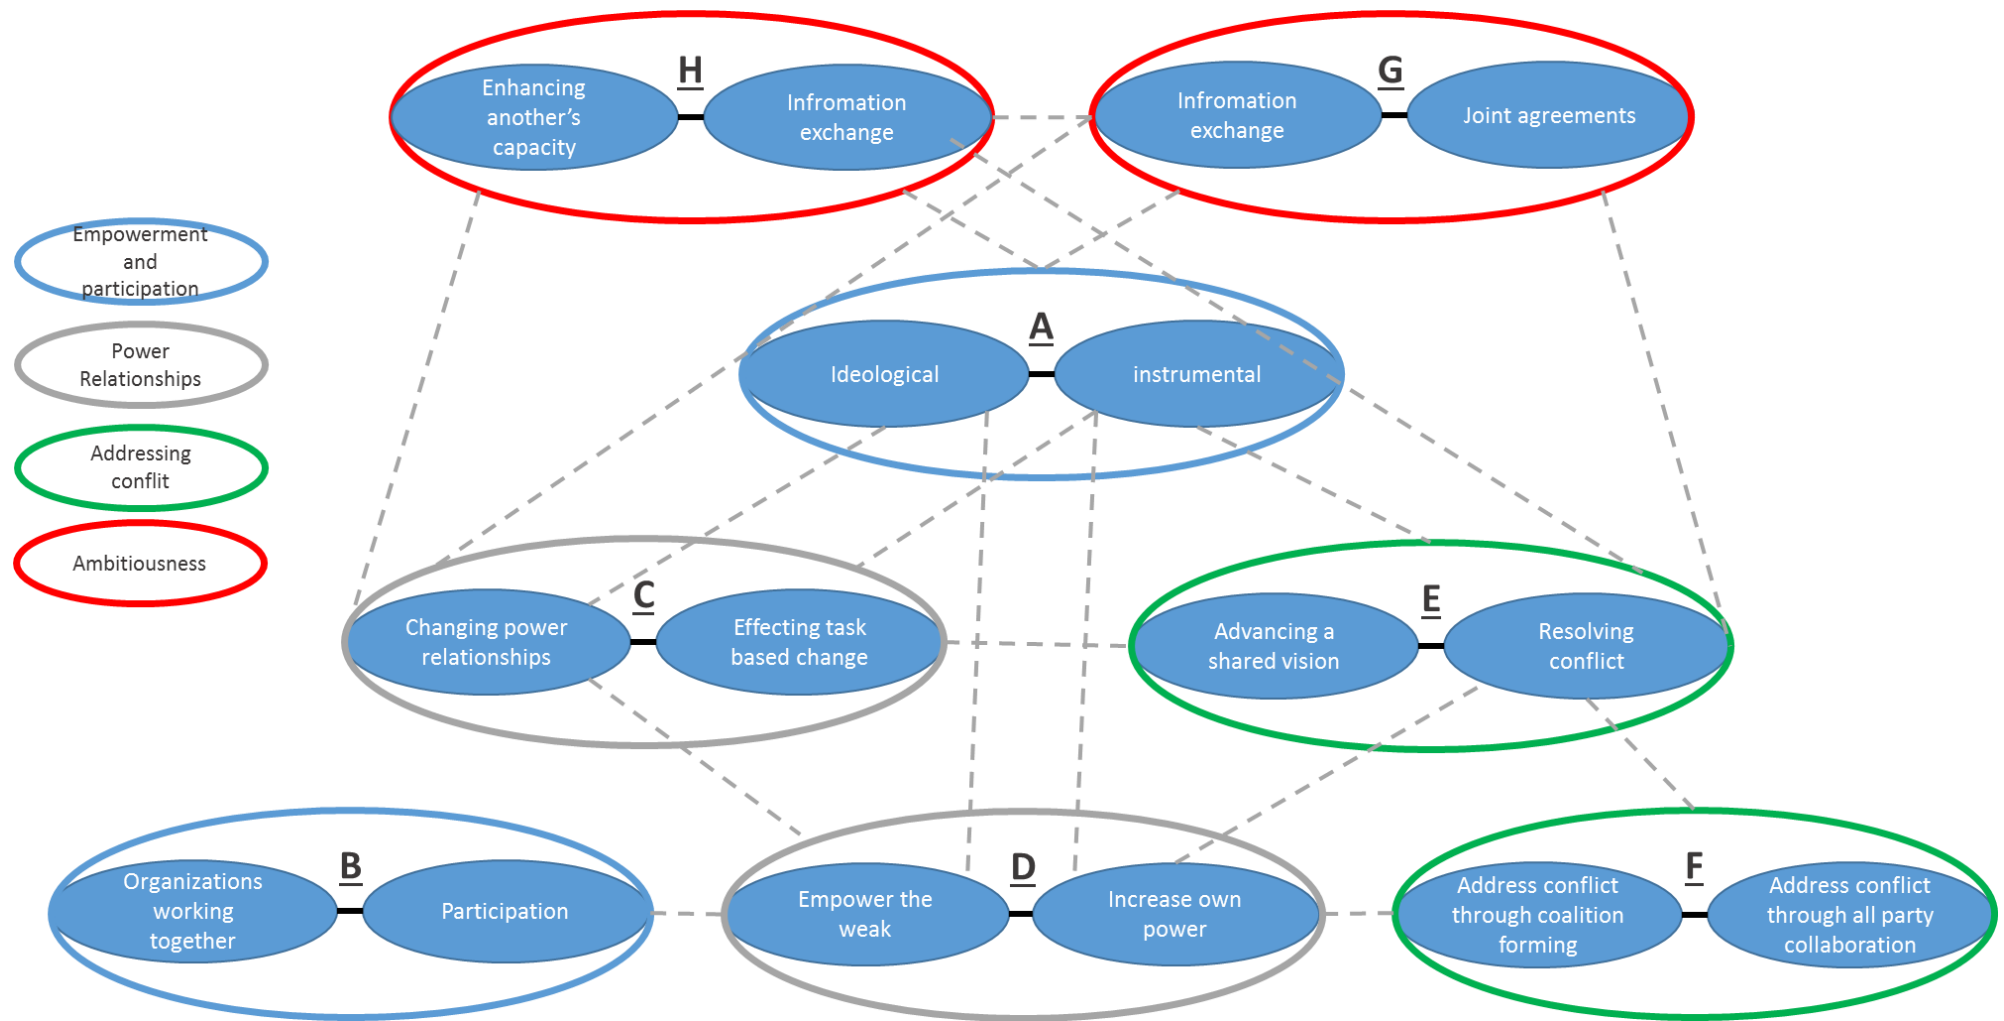 H
Enhancing
another's
capacity
Infromation
exchange
G
Infromation
exchange
Joint agreements
Empowerment
and
participation
Power
Relationships
Addressing
conflit
Ambitiousness
A
Ideological
instrumental
C
Changing power
relationships
Effecting task
based change
E
Advancing a
shared vision
Resolving
conflict
B
Organizations
working
together
Participation
D
Empower the
weak
Increase own
power
F
Address conflict
through coalition
forming
Address conflict
through all party
collaboration